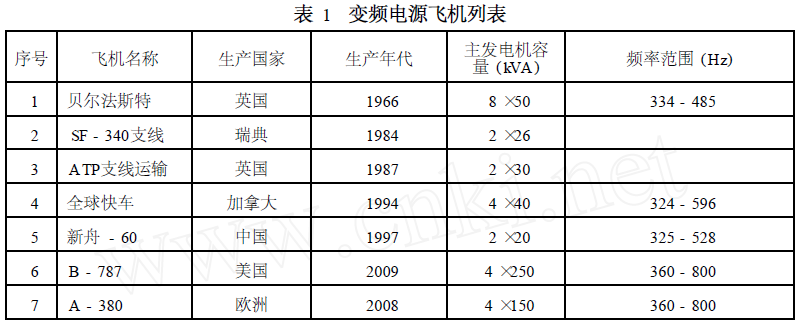 表 1 变频电源飞机列表
序号 飞机名称 生产国家 生产年代 主发电机容量 (kVA) 频率范围 (Hz)
1 贝尔法斯特 英国 1966 8 ×50 334 - 485
2 SF - 340支线 瑞典 1984 2 ×26
3 ATP支线运输 英国 1987 2 ×30
4 全球快车 加拿大 1994 4 ×40 324 - 596
5 新舟 - 60 中国 1997 2 ×20 325 - 528
6 B - 787 美国 2009 4 ×250 360 - 800
7 A - 380 欧洲 2008 4 ×150 360 - 800
www.cnki.net